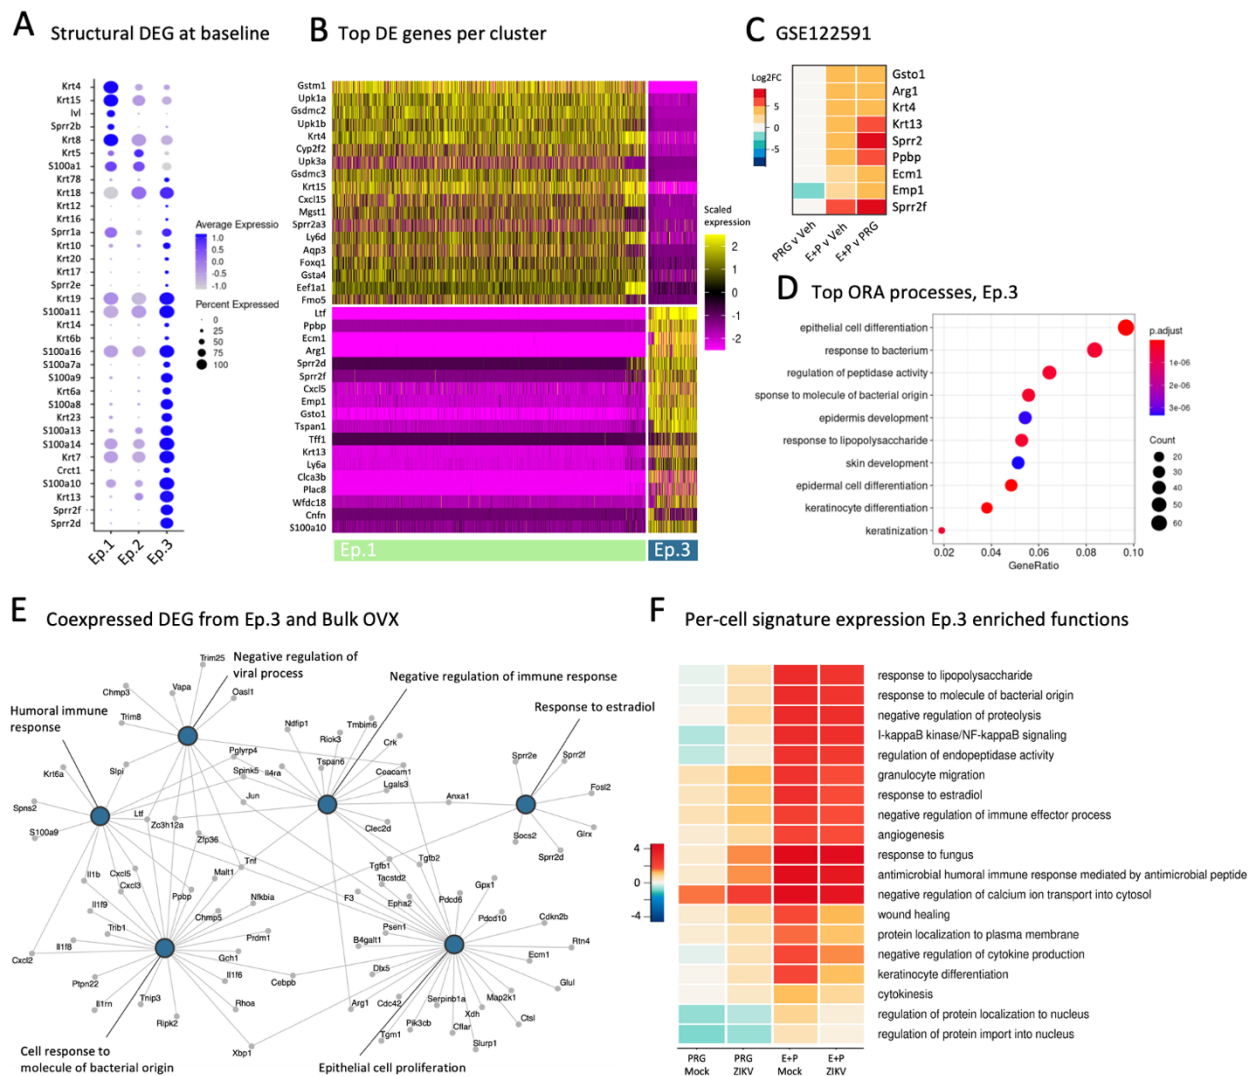 A Structural DEG at baseline
Krt4
Krt15
Ivl
Sprr2b
Krt8
Krt5
S100a1
Krt78
Krt18
Krt12
Krt16
Sprr1a
Krt10
Krt20
Krt17
Sprr2e
Krt19
S100a11
Krt14
Krt6b
S100a16
S100a7a
S100a9
Krt6a
S100a8
Krt23
S100a13
S100a14
Krt7
Crct1
S100a10
Krt13
Sprr2f
Sprr2d
Ep.1 Ep.2 Ep.3
Average Expressio
1.0
0.5
0.0
-0.5
-1.0
Percent Expressed
0
25
50
75
100
B Top DE genes per cluster
Gstm1
Upk1a
Gsdmc2
Upk1b
Krt4
Cyp2f2
Upk3a
Gsdmc3
Krt15
Cxcl15
Mgst1
Sprr2a3
Ly6d
Aqp3
Foxq1
Gsta4
Eef1a1
Fmo5
Ltf
Ppbp
Ecm1
Arg1
Sprr2d
Sprr2f
Cxcl5
Emp1
Gsto1
Tspan1
Tff1
Krt13
Ly6a
Clca3b
Plac8
Wfdc18
Cnfn
S100a10
Ep.1 Ep.3
Scaled
expression
2
1
0
-1
-2
C GSE122591
Log2FC
5
0
-5
Gsto1
Arg1
Krt4
Krt13
Sprr2
Ppbp
Ecm1
Emp1
Sprr2f
PRG v Veh E+P v Veh E+P v PRG
D Top ORA processes, Ep.3
epithelial cell differentiation
response to bacterium
regulation of peptidase activity
sponse to molecule of bacterial origin
epidermis development
response to lipopolysaccharide
skin development
epidermal cell differentiation
keratinocyte differentiation
keratinization
0.02 0.04 0.06 0.08 0.10
GeneRatio
p.adjust
1e-06
2e-06
3e-06
Count
20
30
40
50
60
E Coexpressed DEG from Ep.3 and Bulk OVX
Negative regulation of
viral process
Negative regulation of immune response
Response to estradiol
Humoral immune
response
Trim25
Chmp3
Vapa
Oasl1
Trim8
Ndfip1
Tmbim6
Riok3
Crk
Pglyrp4
Tspan6
Slpi
Spink5
Il4ra
Ceacam1
Lgals3
Krt6a
Jun
Anxa1
Sprr2e
Sprr2f
Fosl2
Spns2
Ltf
Zc3h12a
S100a9
Zfp36
Clec2d
Socs2
Glrx
Sprr2d
Tnf
Tgfb1
Tgfb2
Malt1
Tacstd2
Il1b
Cxcl5
Cxcl3
Ppbp
Nfkbia
F3
Epha2
Pdcd6
Gpx1
Il1f9
Chmp5
Pdcd10
Cdkn2b
Trib1
Prdm1
Psen1
B4galt1
Il1f8
Cxcl2
Gch1
Rtn4
Ecm1
Il1f6
Cebpb
Dlx5
Ptpn22
Glul
Il1rn
Tnip3
Rhoa
Arg1
Cdc42
Serpinb1a
Map2k1
Xdh
Ctsl
Ripk2
Pik3cb
Cflar
Tgm1
Slurp1
Xbp1
Cell response to
molecule of bacterial origin
Epithelial cell proliferation
F Per-cell signature expression Ep.3 enriched functions
4
2
0
-2
-4
response to lipopolysaccharide
response to molecule of bacterial origin
negative regulation of proteolysis
I-kappaB kinase/NF-kappaB signaling
regulation of endopeptidase activity
granulocyte migration
response to estradiol
negative regulation of immune effector process
angiogenesis
response to fungus
antimicrobial humoral immune response mediated by antimicrobial peptide
negative regulation of calcium ion transport into cytosol
wound healing
protein localization to plasma membrane
negative regulation of cytokine production
keratinocyte differentiation
cytokinesis
regulation of protein localization to nucleus
regulation of protein import into nucleus
PRG PRG E+P E+P
Mock ZIKV Mock ZIKV